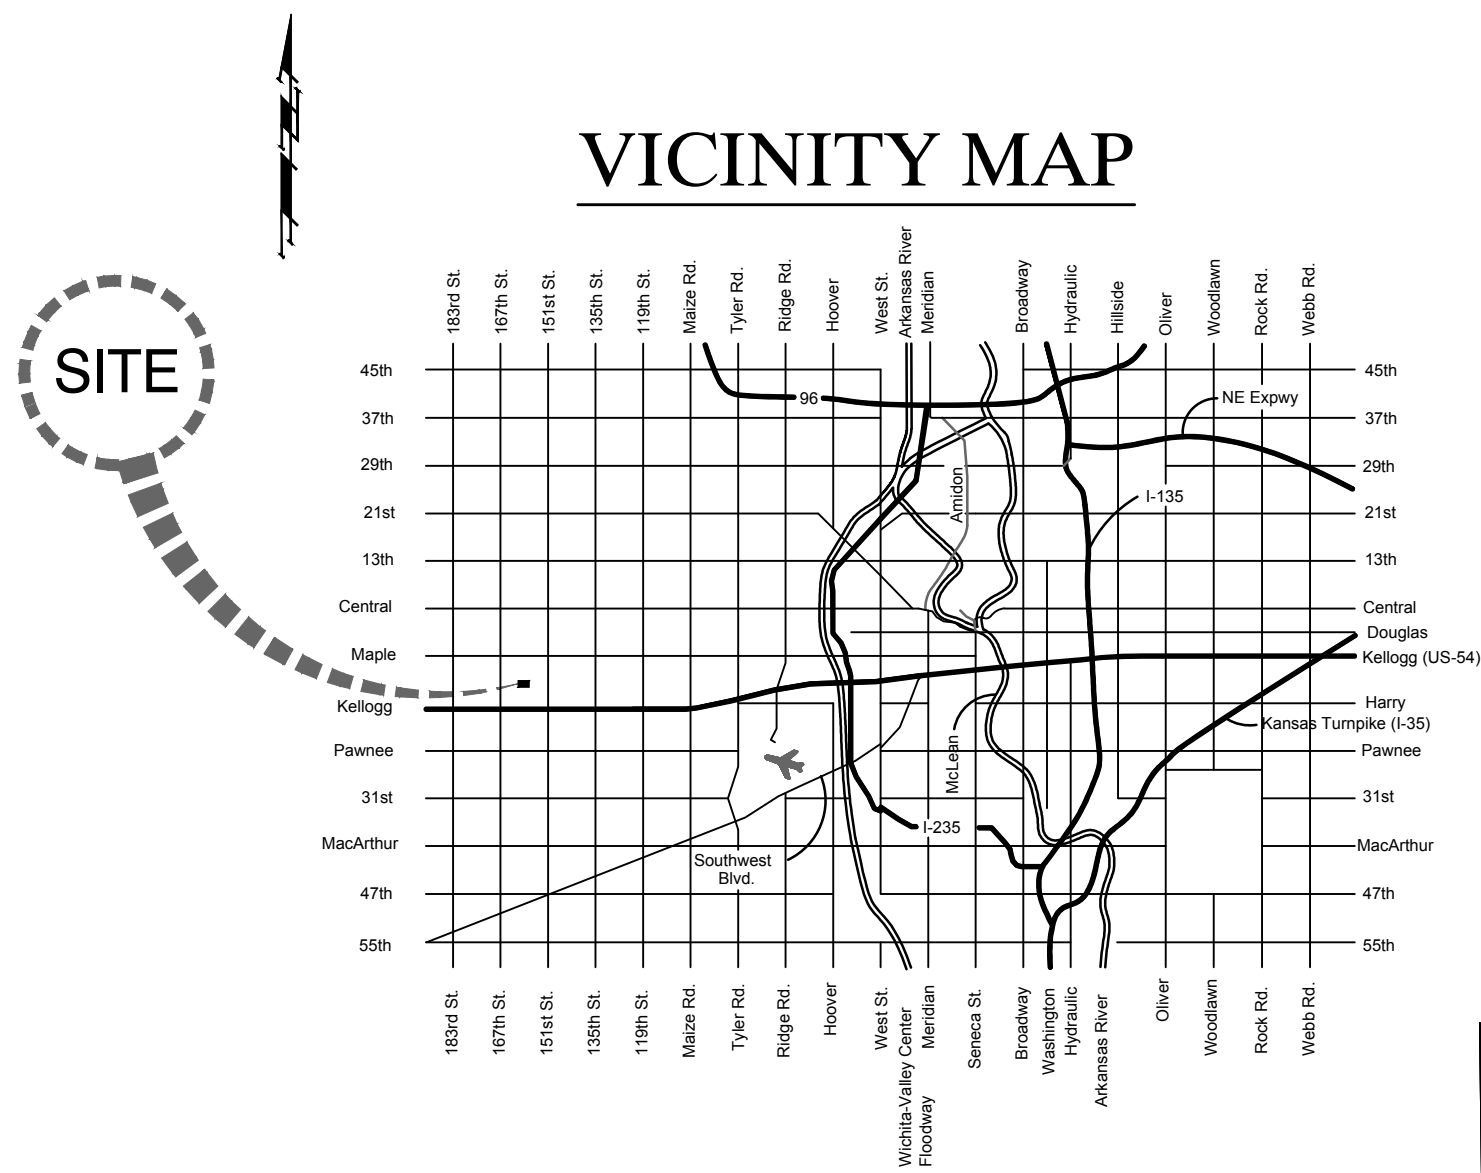 VICINITY MAP
SITE
183rd St.
167th St.
151st St.
135th St.
119th St.
Maize Rd.
Tyler Rd.
Ridge Rd.
Hoover
West St.
Arkansas River
Meridian
Broadway
Hydraulic
Hillside
Oliver
Woodlawn
Rock Rd.
Webb Rd.
45th
37th
29th
21st
13th
Central
Maple
Kellogg
Pawnee
31st
MacArthur
47th
55th
96
Amidon
I-135
NE Expwy
McLean
I-235
Southwest
Blvd.
45th
37th
29th
21st
13th
Central
Douglas
Kellogg (US-54)
Harry
Kansas Turnpike (I-35)
Pawnee
31st
MacArthur
47th
55th
183rd St.
167th St.
151st St.
135th St.
119th St.
Maize Rd.
Tyler Rd.
Ridge Rd.
Hoover
West St.
Wichita-Valley Center
Floodway
Meridian
Seneca St.
Broadway
Washington
Hydraulic
Arkansas River
Oliver
Woodlawn
Rock Rd.
Webb Rd.